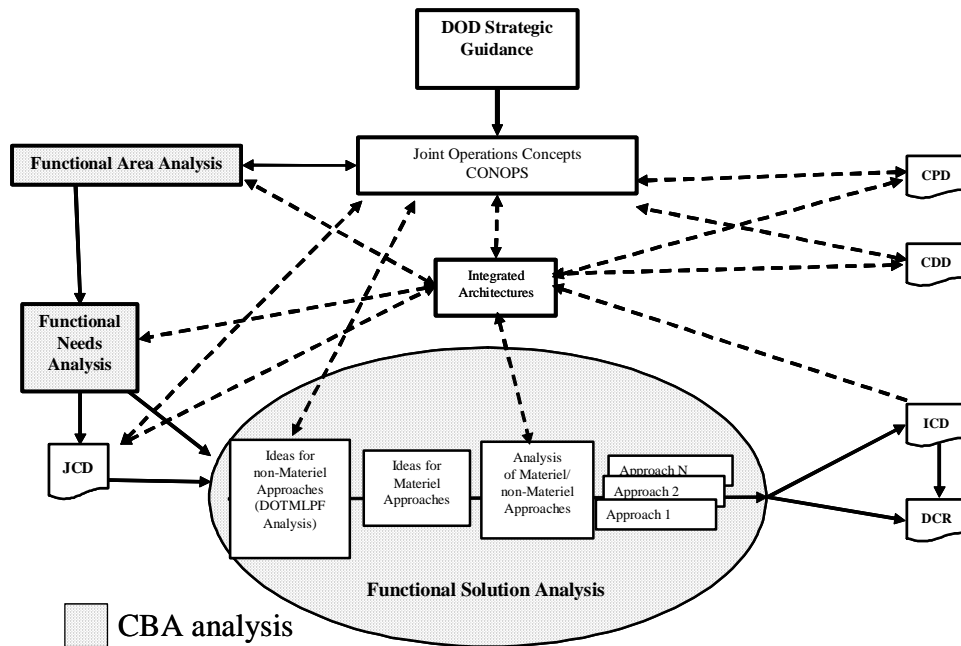 DOD Strategic
Guidance
Functional Area Analysis
Joint Operations Concepts
CONOPS
CPD
CDD
Integrated
Architectures
Functional
Needs
Analysis
JCD
Ideas for
non-Materiel
Approaches
(DOTMLPF
Analysis)
Ideas for
Materiel
Approaches
Analysis
of Materiel/
non-Materiel
Approaches
Approach N
Approach 2
Approach 1
ICD
DCR
Functional Solution Analysis
CBA analysis